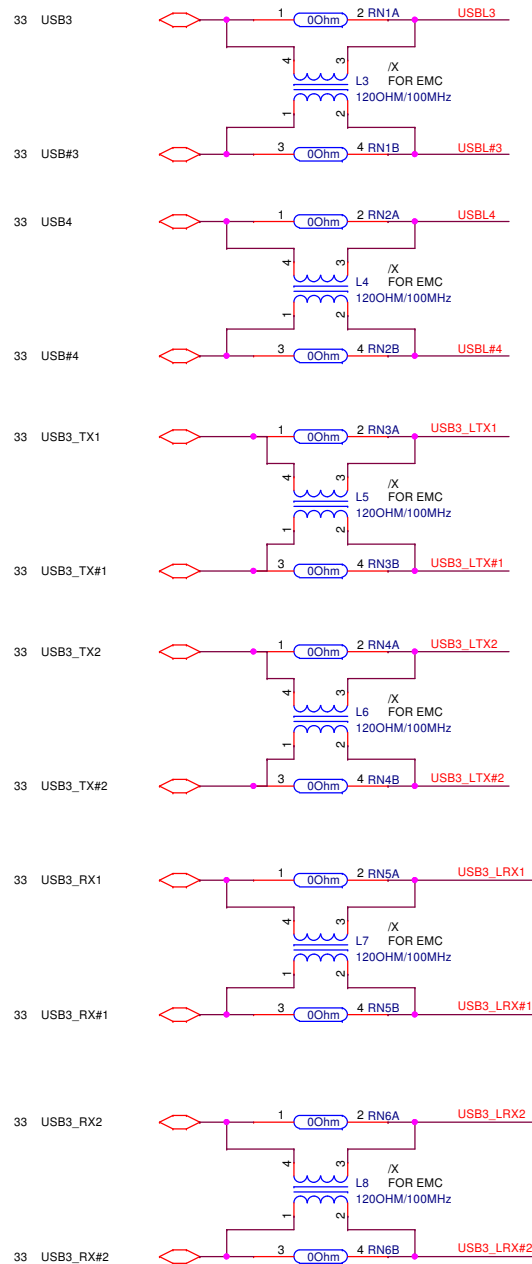 33 USB3 1 0Ohm 2 RN1A USBL3
4 3 /X
L3 FOR EMC
120OHM/100MHz
1 2
33 USB#3 3 0Ohm 4 RN1B USBL#3
33 USB4 1 0Ohm 2 RN2A USBL4
4 3 /X
L4 FOR EMC
120OHM/100MHz
1 2
33 USB#4 3 0Ohm 4 RN2B USBL#4
33 USB3_TX1 1 0Ohm 2 RN3A USB3_LTX1
4 3 /X
L5 FOR EMC
120OHM/100MHz
1 2
33 USB3_TX#1 3 0Ohm 4 RN3B USB3_LTX#1
33 USB3_TX2 1 0Ohm 2 RN4A USB3_LTX2
4 3 /X
L6 FOR EMC
120OHM/100MHz
1 2
33 USB3_TX#2 3 0Ohm 4 RN4B USB3_LTX#2
33 USB3_RX1 1 0Ohm 2 RN5A USB3_LRX1
4 3 /X
L7 FOR EMC
120OHM/100MHz
1 2
33 USB3_RX#1 3 0Ohm 4 RN5B USB3_LRX#1
33 USB3_RX2 1 0Ohm 2 RN6A USB3_LRX2
4 3 /X
L8 FOR EMC
120OHM/100MHz
1 2
33 USB3_RX#2 3 0Ohm 4 RN6B USB3_LRX#2